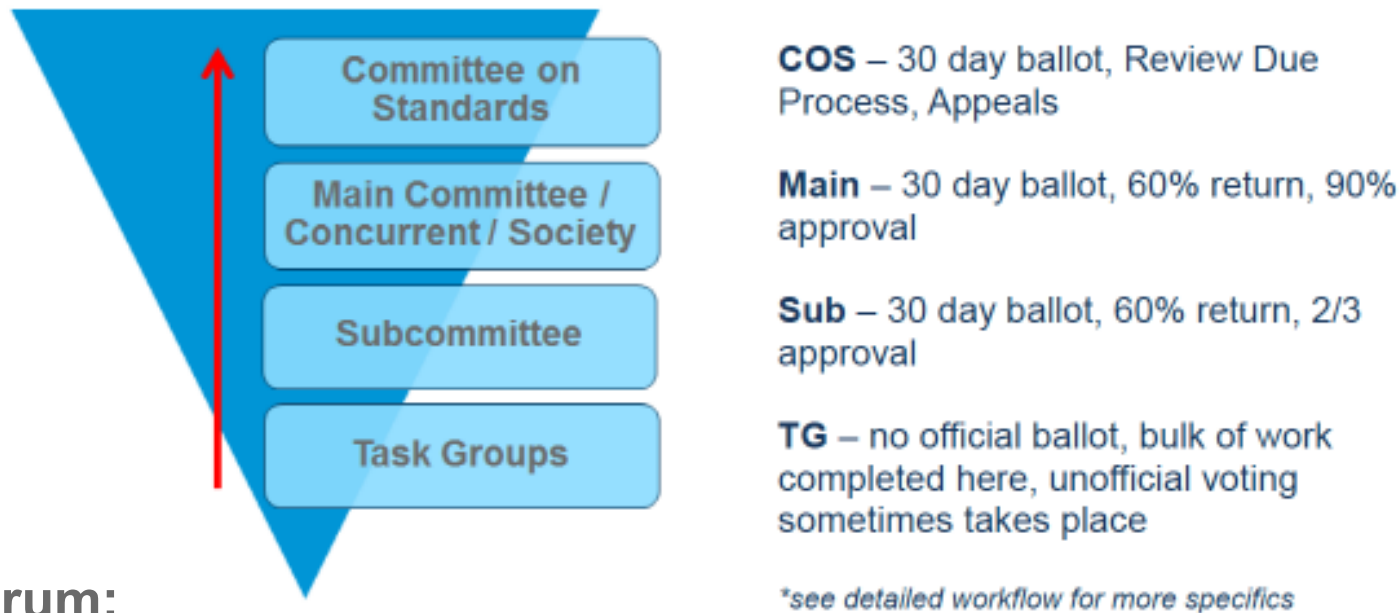 Committee on
Standards
Main Committee /
Concurrent / Society
Subcommittee
Task Groups
COS – 30 day ballot, Review Due
Process, Appeals
Main – 30 day ballot, 60% return, 90%
approval
Sub – 30 day ballot, 60% return, 2/3
approval
TG – no official ballot, bulk of work
completed here, unofficial voting
sometimes takes place
*see detailed workflow for more specifics